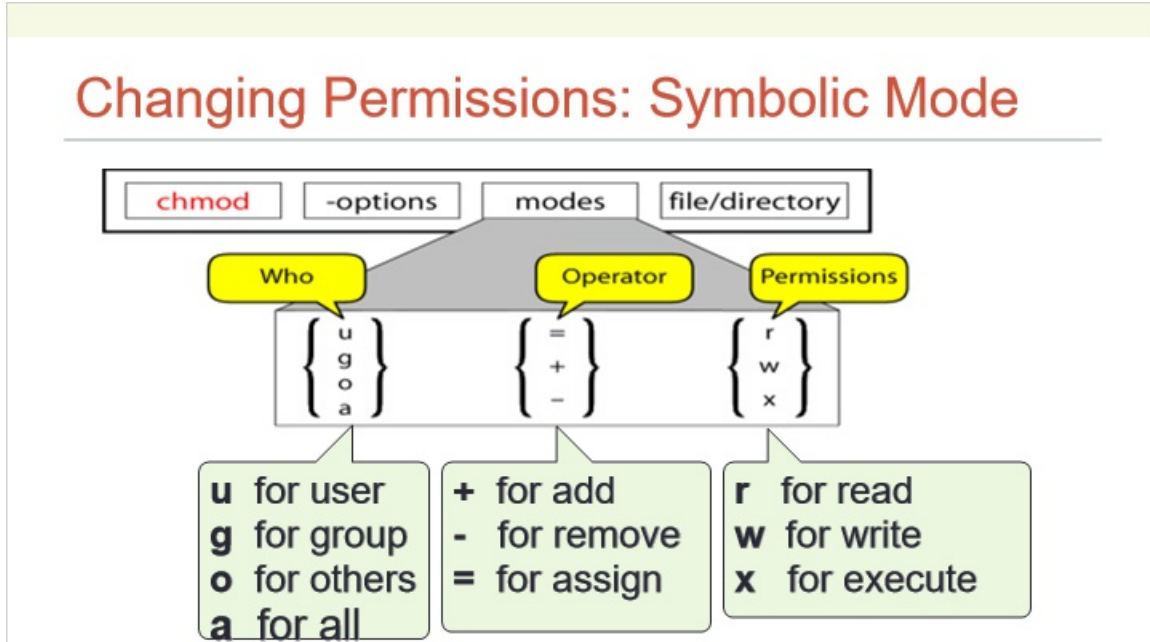 Changing Permissions: Symbolic Mode
chmod -options modes file/directory
Who Operator Permissions
u = r
g
+ w
o
a - x
u for user
g for group
o for others
a for all
+ for add
- for remove
= for assign
r for read
w for write
x for execute